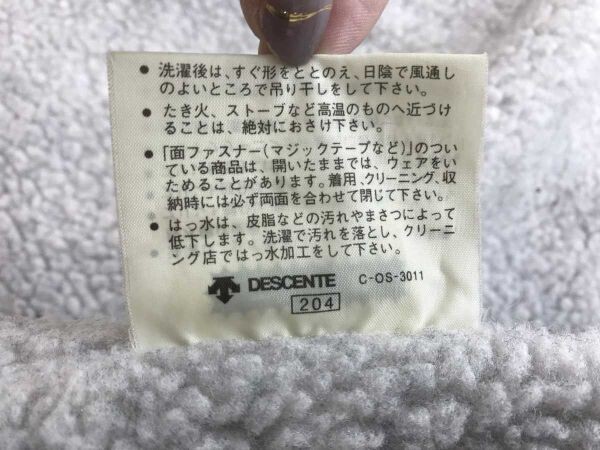 ● 洗濯後は、すぐ形をととのえ、日陰で風通し
のよいところで吊り干しをして下さい。
● たき火、ストーブなど高温のものへ近づけ
ることは、絶対におさけ下さい。
● 「面ファスナー(マジックテープなど)」のつい
ている商品は、開いたままでは、ウェアをい
ためることがあります。着用、クリーニング、収
納時には必ず両面を合わせて閉じて下さい。
● はっ水は、皮脂などの汚れやまさつによって
低下します。洗濯で汚れを落とし、クリーニ
ング店ではっ水加工をして下さい。
DESCENTE C-OS-3011
204